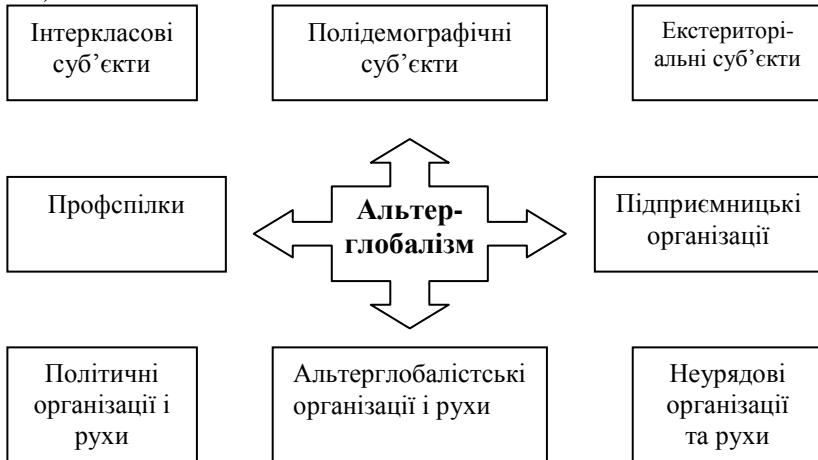 Інтеркласові
суб’єкти
Полідемографічні
суб’єкти
Екстериторі-
альні суб’єкти
Профспілки
Альтер-
глобалізм
Підприємницькі
організації
Політичні
організації і
рухи
Альтерглобалістські
організації і рухи
Неурядові
організації
та рухи